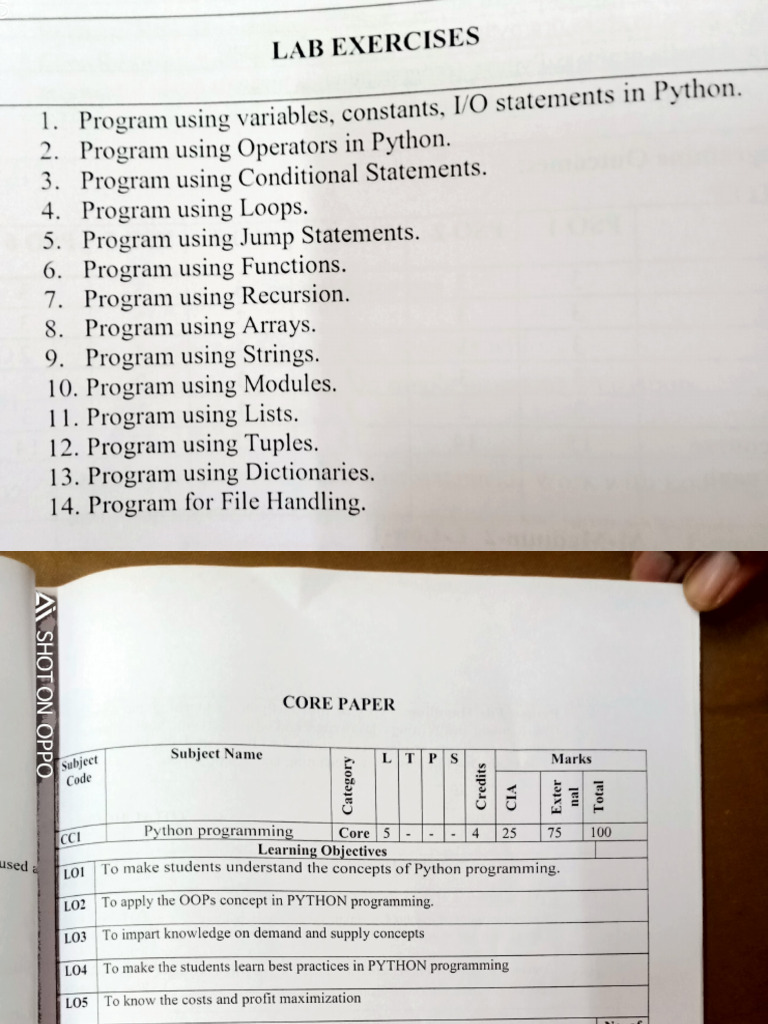 LAB EXERCISES
1. Program using variables, constants, I/O statements in Python.
2. Program using Operators in Python.
3. Program using Conditional Statements.
4. Program using Loops.
5. Program using Jump Statements.
6. Program using Functions.
7. Program using Recursion.
8. Program using Arrays.
9. Program using Strings.
10. Program using Modules.
11. Program using Lists.
12. Program using Tuples.
13. Program using Dictionaries.
14. Program for File Handling.
SHOT ON OPPO
used
CORE PAPER
Subject Code Subject Name Category L T P S Credits Marks
CIA External Total
CC1 Python programming Core 5 - - - 4 25 75 100
Learning Objectives
LO1 To make students understand the concepts of Python programming.
LO2 To apply the OOPs concept in PYTHON programming.
LO3 To impart knowledge on demand and supply concepts
LO4 To make the students learn best practices in PYTHON programming
LO5 To know the costs and profit maximization